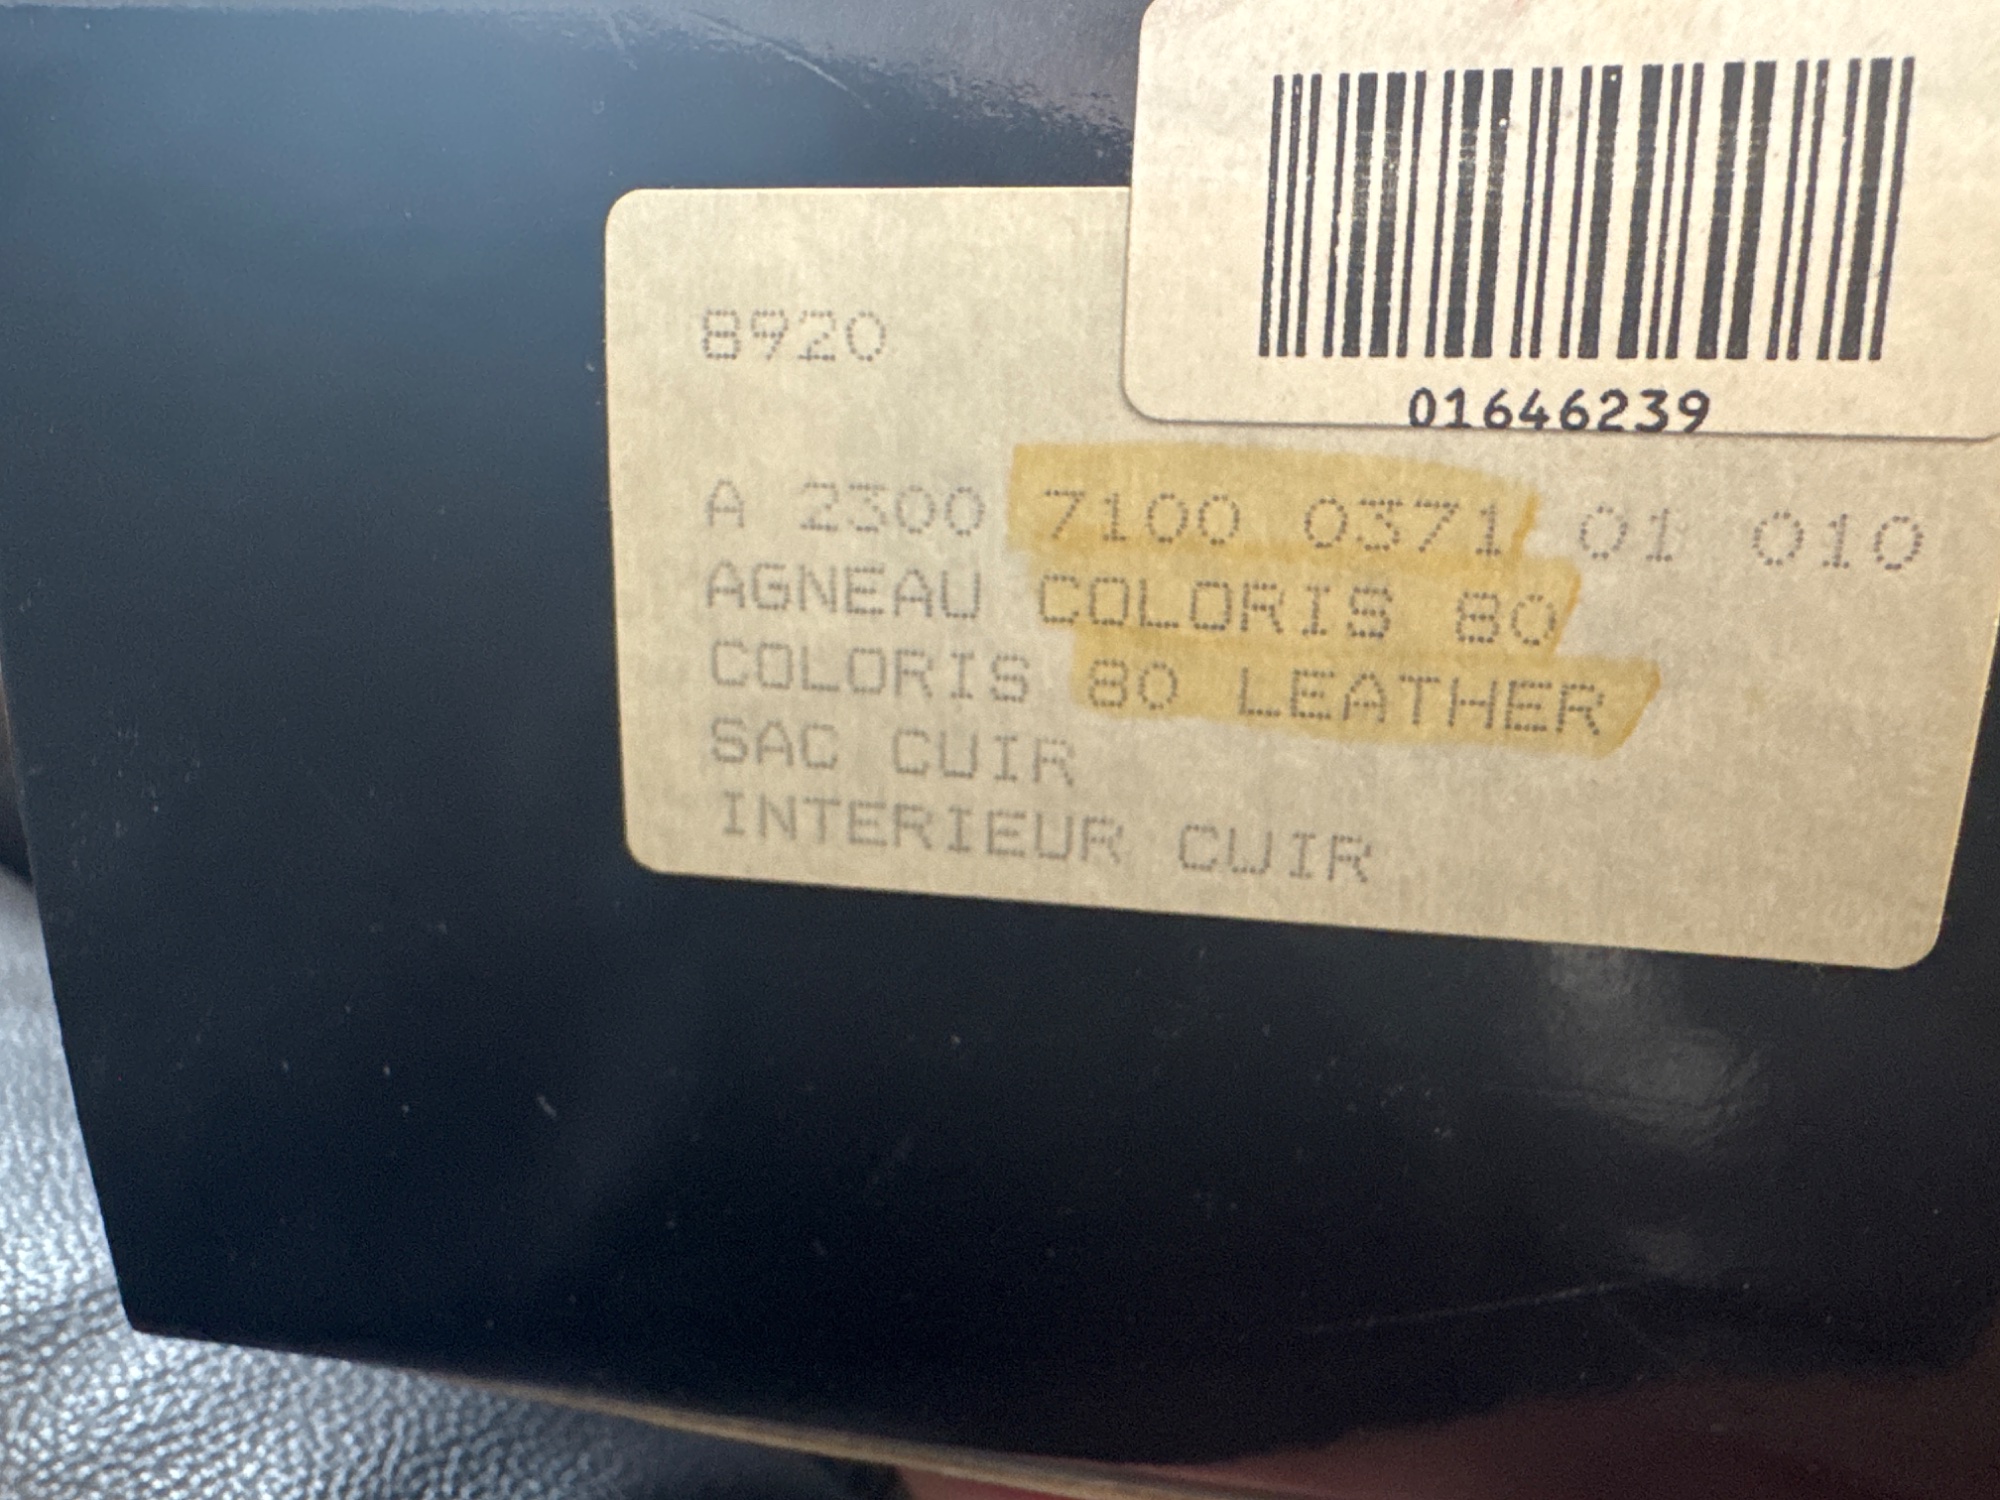 01646239
8920
A 2300 7100 0371 01 010
AGNEAU COLORIS 80
COLORIS 80 LEATHER
SAC CUIR
INTERIEUR CUIR